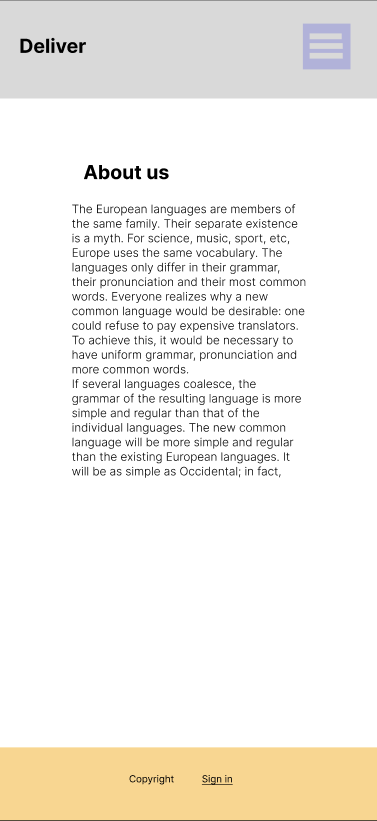 Deliver
About us
The European languages are members of
the same family. Their separate existence
is a myth. For science, music, sport, etc,
Europe uses the same vocabulary. The
languages only differ in their grammar,
their pronunciation and their most common
words. Everyone realizes why a new
common language would be desirable: one
could refuse to pay expensive translators.
To achieve this, it would be necessary to
have uniform grammar, pronunciation and
more common words.
If several languages coalesce, the
grammar of the resulting language is more
simple and regular than that of the
individual languages. The new common
language will be more simple and regular
than the existing European languages. It
will be as simple as Occidental; in fact,
Copyright Sign in